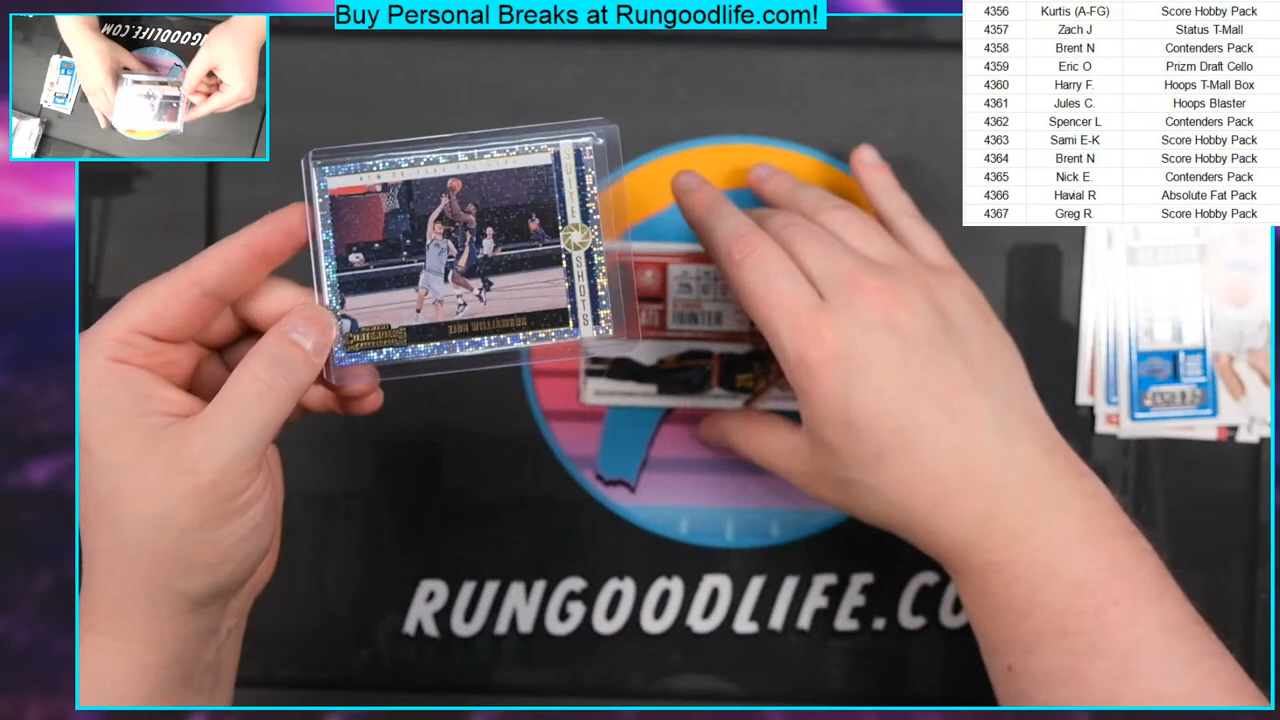 Buy Personal Breaks at Rungoodlife.com!
4356 Kurtis (A-FG) Score Hobby Pack
4357 Zach J Status T-Mall
4358 Brent N Contenders Pack
4359 Eric O Prizm Draft Cello
4360 Harry F. Hoops T-Mall Box
4361 Jules C. Hoops Blaster
4362 Spencer L Contenders Pack
4363 Sami E-K Score Hobby Pack
4364 Brent N Score Hobby Pack
4365 Nick E. Contenders Pack
4366 Havial R Absolute Fat Pack
4367 Greg R. Score Hobby Pack
SUITE SHOTS
CONTENDERS
ZION WILLIAMSON
HUNTER
RUNGOODLIFE.CO